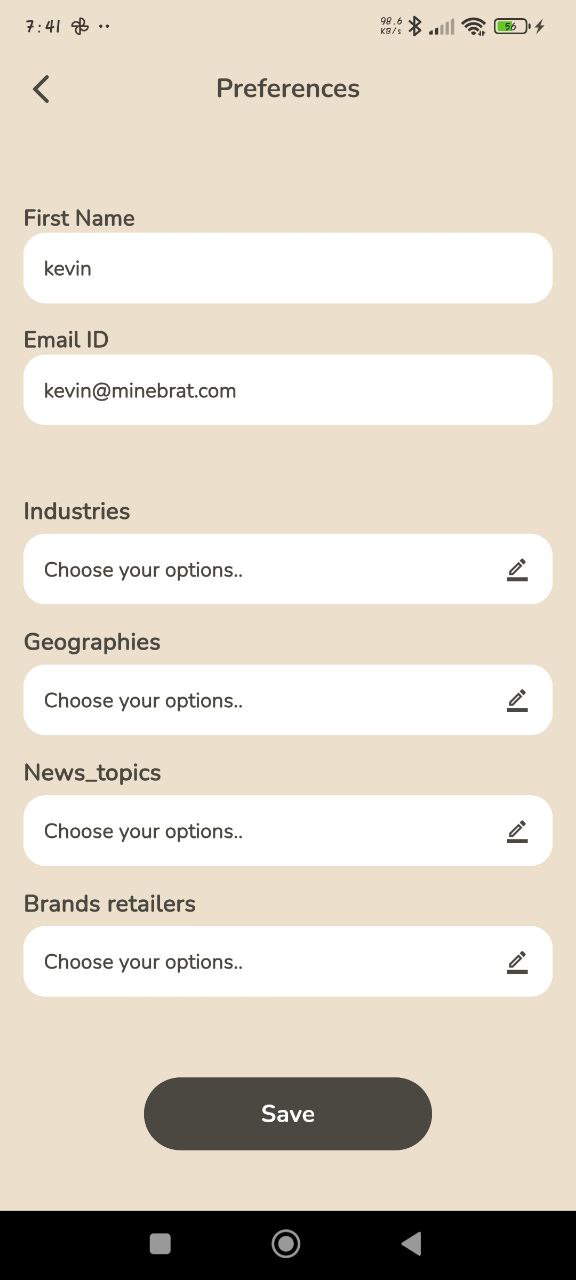 7:41
98.6
KB/s
56
Preferences
First Name
kevin
Email ID
kevin@minebrat.com
Industries
Choose your options..
Geographies
Choose your options..
News_topics
Choose your options..
Brands retailers
Choose your options..
Save